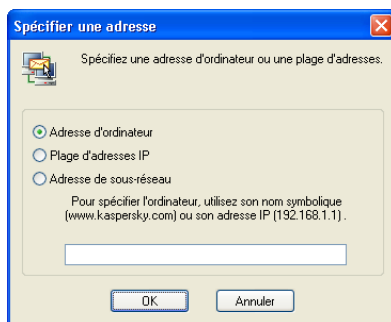 Spécifier une adresse
Spécifiez une adresse d'ordinateur ou une plage d'adresses.
Adresse d'ordinateur
Plage d'adresses IP
Adresse de sous-réseau
Pour spécifier l'ordinateur, utilisez son nom symbolique
(www.kaspersky.com) ou son adresse IP (192.168.1.1) .
OK
Annuler